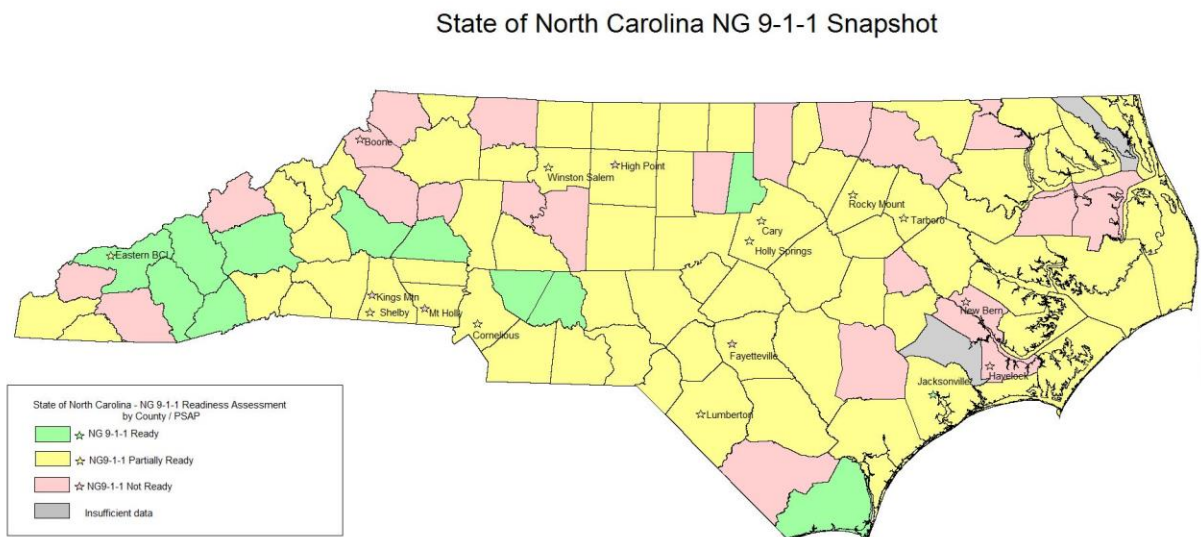 State of North Carolina NG 9-1-1 Snapshot
Boone
Winston Salem
High Point
Rocky Mount
Tarboro
Cary
Holly Springs
Eastern BCI
Kings Mtn
Shelby
Mt Holly
Cornelious
New Bern
Fayetteville
Havelock
Jacksonville
Lumberton
State of North Carolina - NG 9-1-1 Readiness Assessment
by County / PSAP
NG 9-1-1 Ready
NG9-1-1 Partially Ready
NG9-1-1 Not Ready
Insufficient data